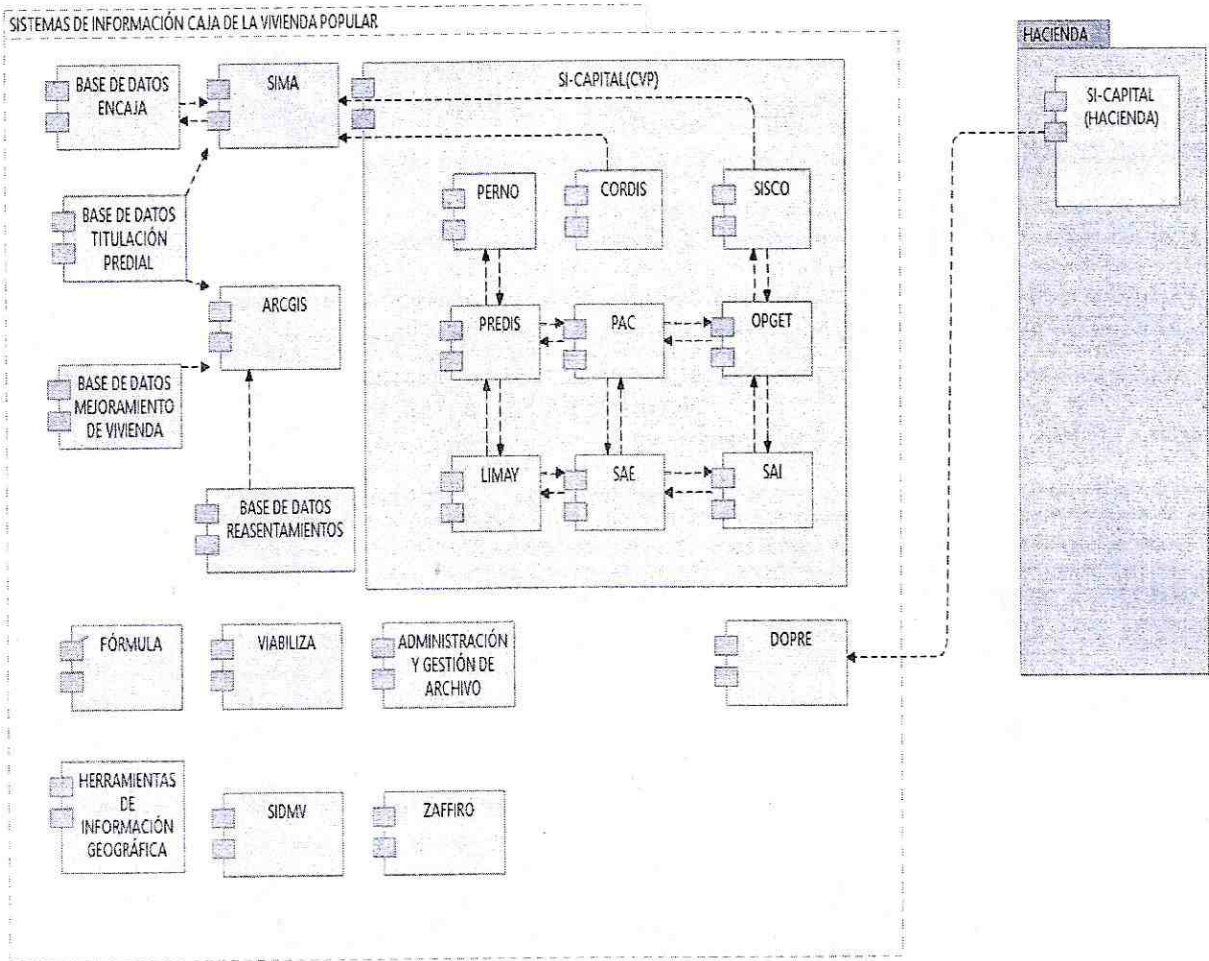 SISTEMAS DE INFORMACIÓN CAJA DE LA VIVIENDA POPULAR
HACIENDA
BASE DE DATOS
ENCAJA
SIMA
SI-CAPITAL(CVP)
SI-CAPITAL
(HACIENDA)
BASE DE DATOS
TITULACIÓN
PREDIAL
PERNO
CORDIS
SISCO
ARCGIS
PREDIS
PAC
OPGET
BASE DE DATOS
MEJORAMIENTO
DE VIVIENDA
LIMAY
SAE
SAI
BASE DE DATOS
REASENTAMIENTOS
FÓRMULA
VIABILIZA
ADMINISTRACIÓN
Y GESTIÓN DE
ARCHIVO
DOPRE
HERRAMIENTAS
DE
INFORMACIÓN
GEOGRÁFICA
SIDMV
ZAFFIRO